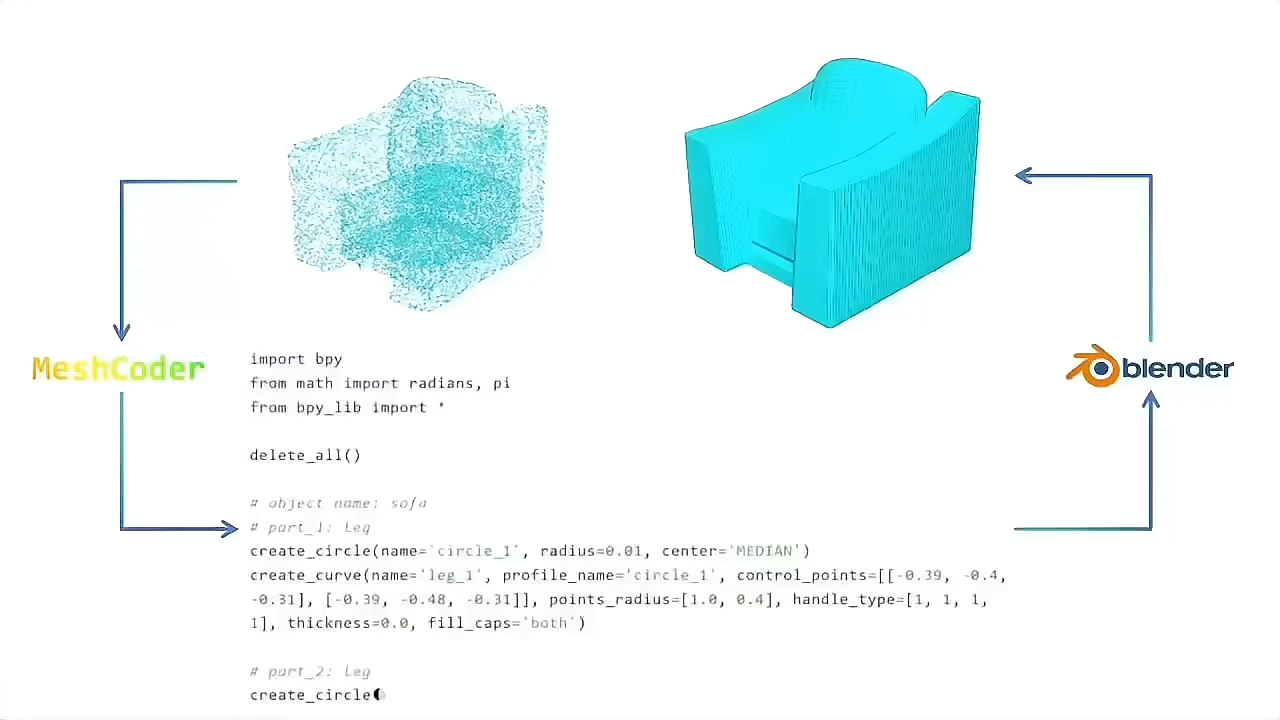 MeshCoder
blender
import bpy
from math import radians, pi
from bpy_lib import *
delete_all()
# object name: sofa
# part_1: Leg
create_circle(name='circle_1', radius=0.01, center='MEDIAN')
create_curve(name='leg_1', profile_name='circle_1', control_points=[[-0.39, -0.4,
-0.31], [-0.39, -0.48, -0.31]], points_radius=[1.0, 0.4], handle_type=[1, 1, 1,
1], thickness=0.0, fill_caps='both')
# part_2: Leg
create_circle